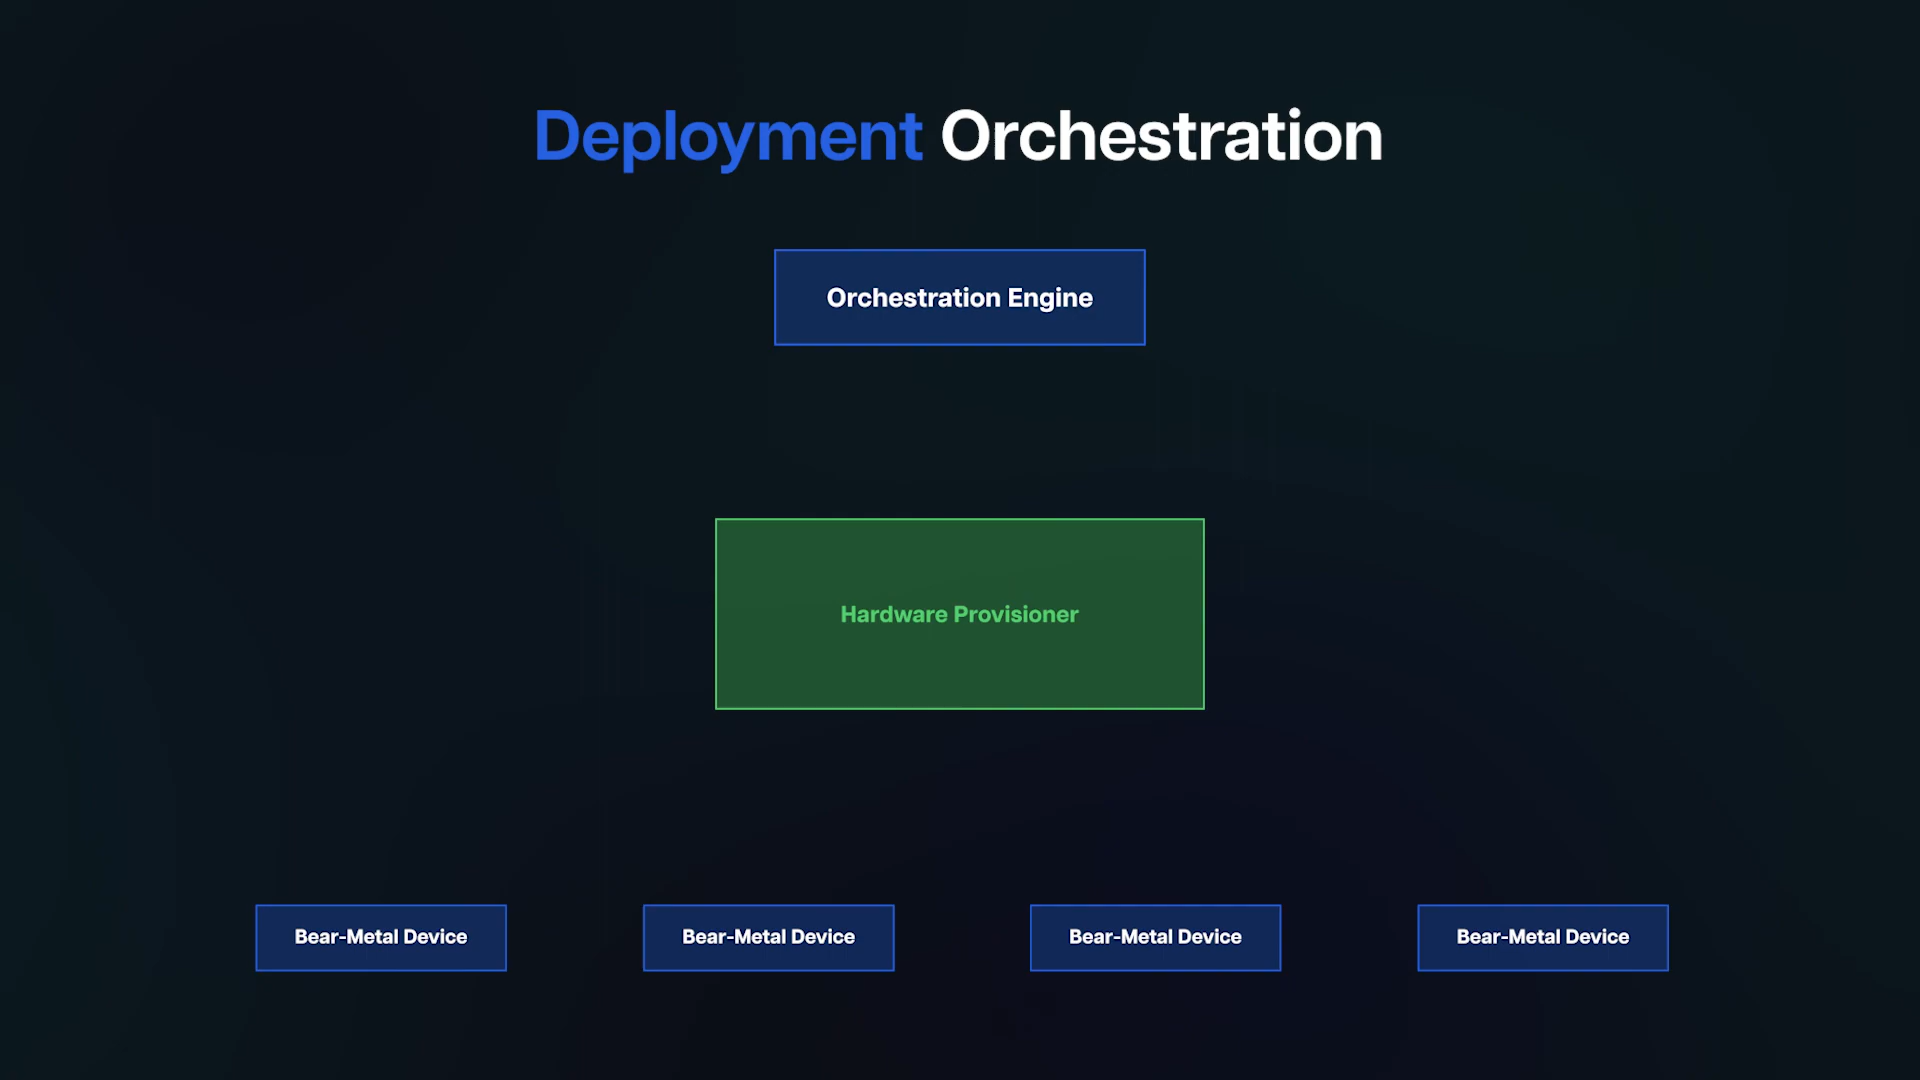 Deployment Orchestration
Orchestration Engine
Hardware Provisioner
Bear-Metal Device
Bear-Metal Device
Bear-Metal Device
Bear-Metal Device